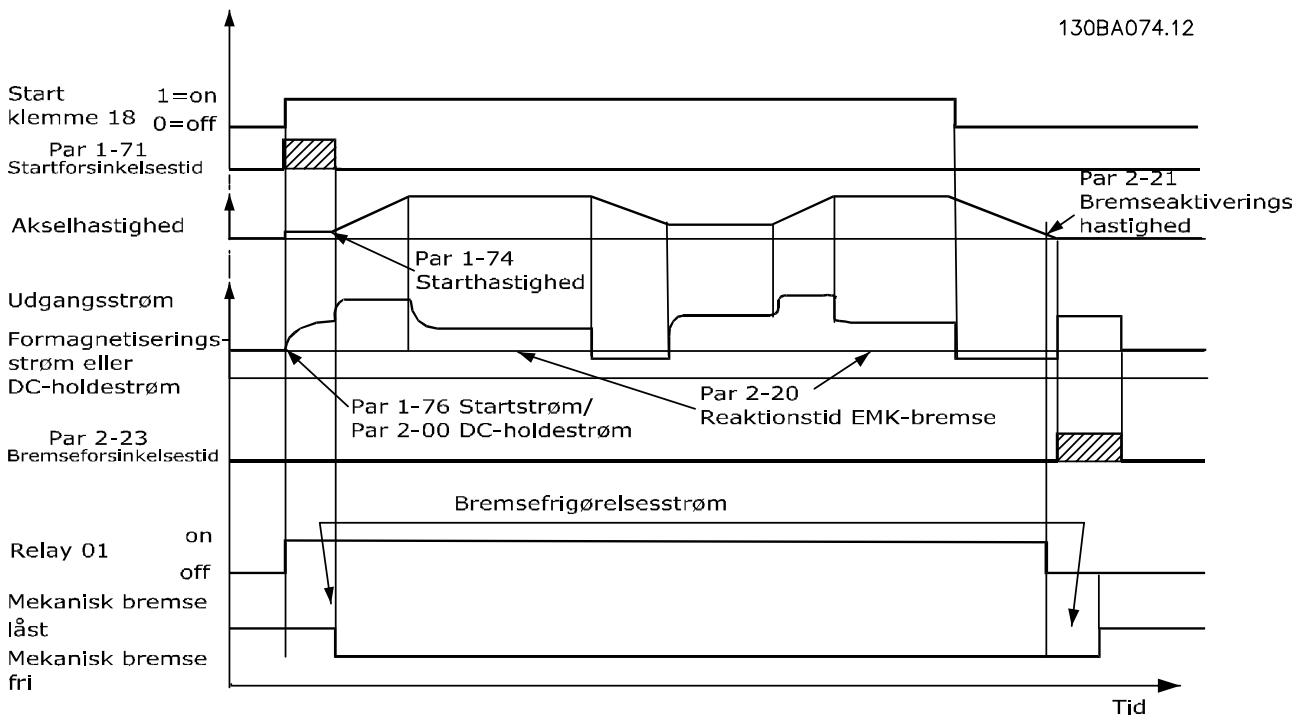 130BA074.12
Start
klemme 18
1=on
0=off
Par 1-71
Startforsinkelsestid
Par 2-21
Bremseaktiverings
hastighed
Akselhastighed
Par 1-74
Starthastighed
Udgangsstrøm
Formagnetiserings-
strøm eller
DC-holdestrøm
Par 1-76 Startstrøm/
Par 2-00 DC-holdestrøm
Par 2-20
Reaktionstid EMK-bremse
Par 2-23
Bremseforsinkelsestid
Bremsefrigørelsesstrøm
Relay 01
on
off
Mekanisk bremse
låst
Mekanisk bremse
fri
Tid